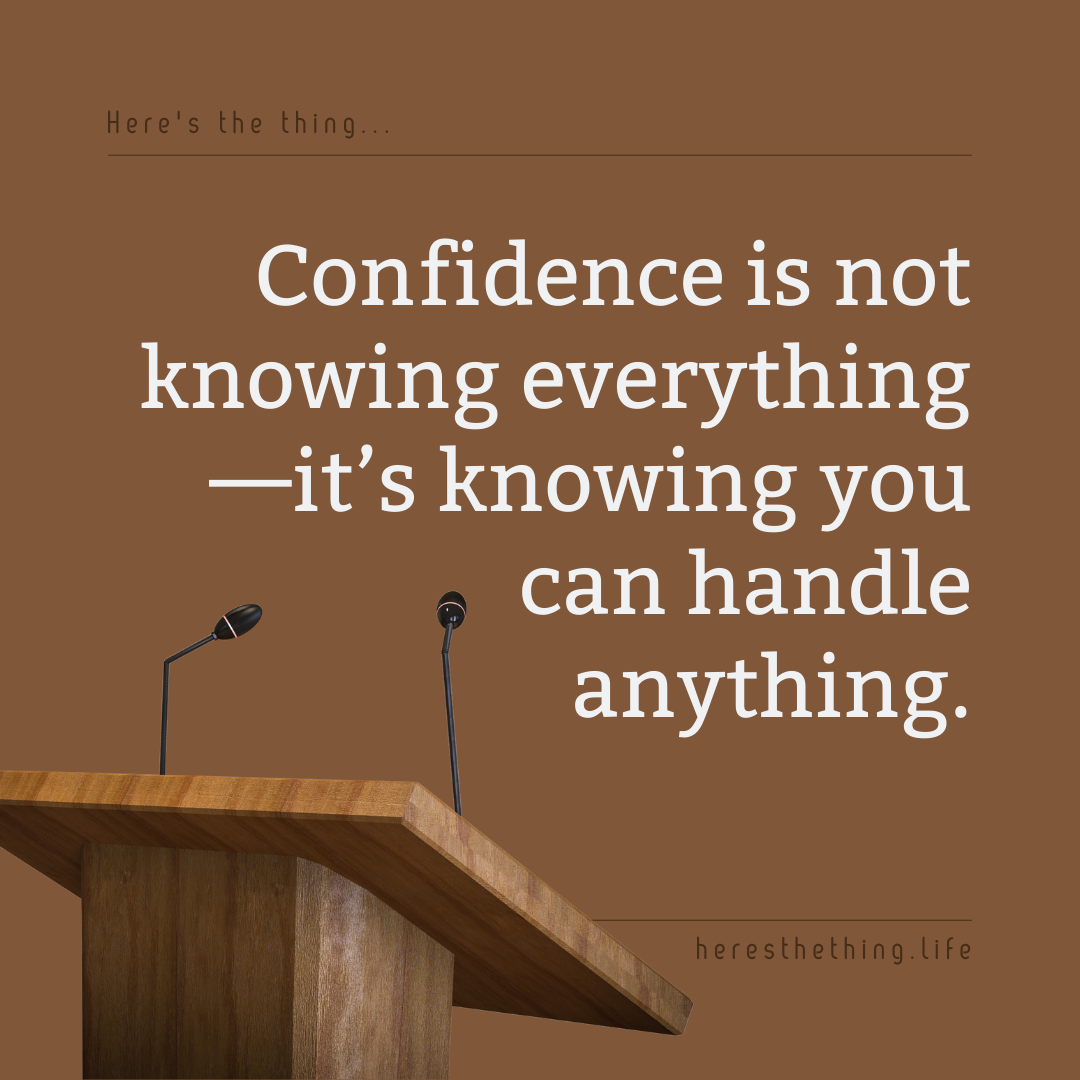 Here's the thing...
Confidence is not
knowing everything
—it’s knowing you
can handle
anything.
heresthething.life